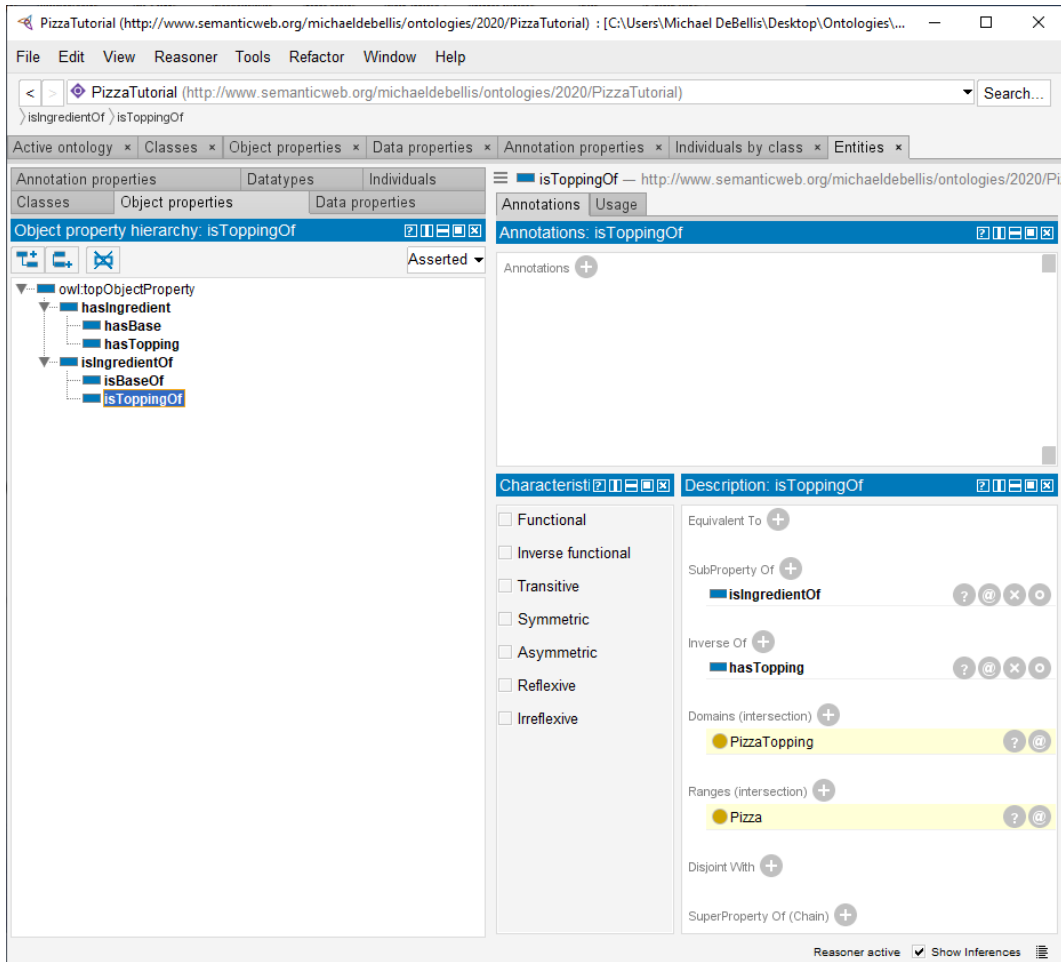 PizzaTutorial (http://www.semanticweb.org/michaeldebellis/ontologies/2020/PizzaTutorial) : [C:\Users\Michael DeBellis\Desktop\Ontologies\...
File Edit View Reasoner Tools Refactor Window Help
< > PizzaTutorial (http://www.semanticweb.org/michaeldebellis/ontologies/2020/PizzaTutorial) Search...
isIngredientOf isToppingOf
Active ontology × Classes × Object properties × Data properties × Annotation properties × Individuals by class × Entities ×
Annotation properties Datatypes Individuals
Classes Object properties Data properties
Object property hierarchy: isToppingOf
Asserted
owl:topObjectProperty
hasIngredient
hasBase
hasTopping
isIngredientOf
isBaseOf
isToppingOf
isToppingOf — http://www.semanticweb.org/michaeldebellis/ontologies/2020/Pi
Annotations Usage
Annotations: isToppingOf
Annotations
Characteristi
Functional
Inverse functional
Transitive
Symmetric
Asymmetric
Reflexive
Irreflexive
Description: isToppingOf
Equivalent To
SubProperty Of
isIngredientOf
Inverse Of
hasTopping
Domains (intersection)
PizzaTopping
Ranges (intersection)
Pizza
Disjoint With
SuperProperty Of (Chain)
Reasoner active Show Inferences